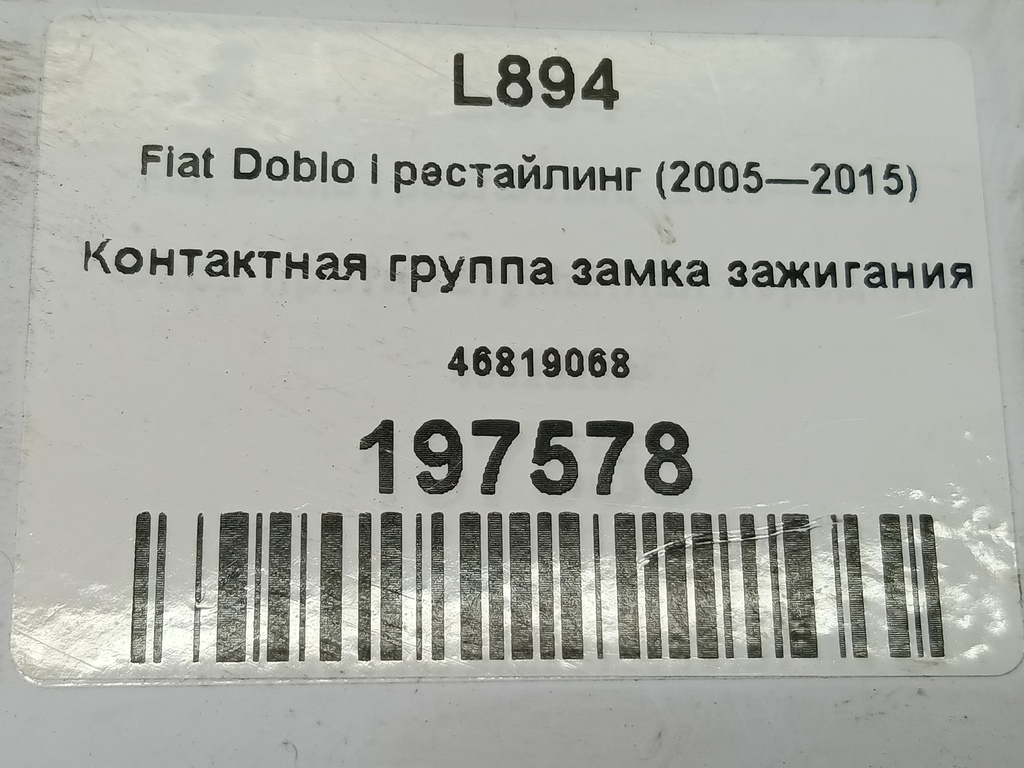 L894
Fiat Doblo I рестайлинг (2005—2015)
Контактная группа замка зажигания
46819068
197578